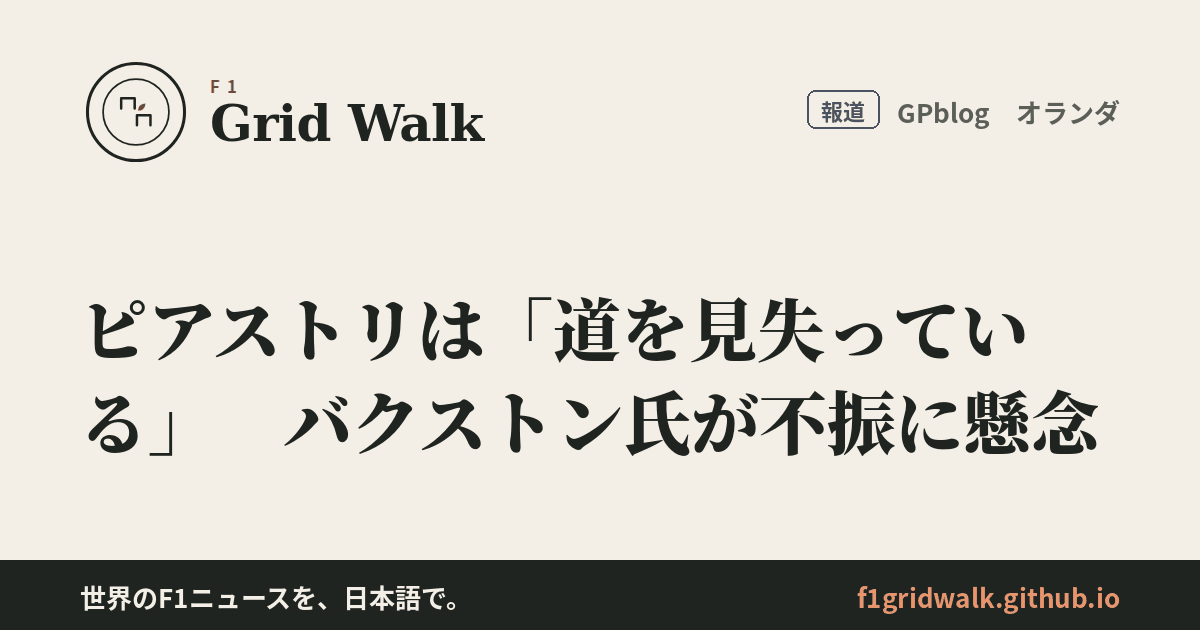 F1
Grid Walk
報道 GPblog オランダ
ピアストリは「道を見失ってい
る」　バクストン氏が不振に懸念
世界のF1ニュースを、日本語で。
f1gridwalk.github.io